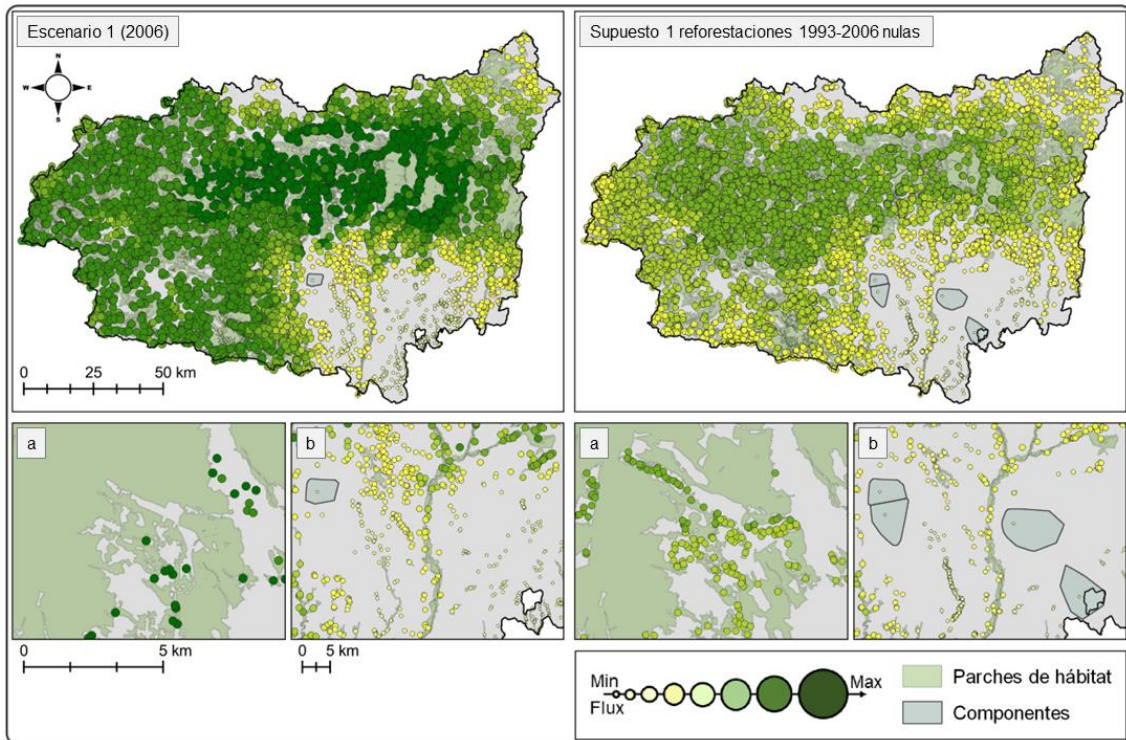 Escenario 1 (2006)
Supuesto 1 reforestaciones 1993-2006 nulas
N
W E
S
0 25 50 km
a
b
a
b
0 5 km
0 5 km
Min
Max
Flux
Parches de hábitat
Componentes